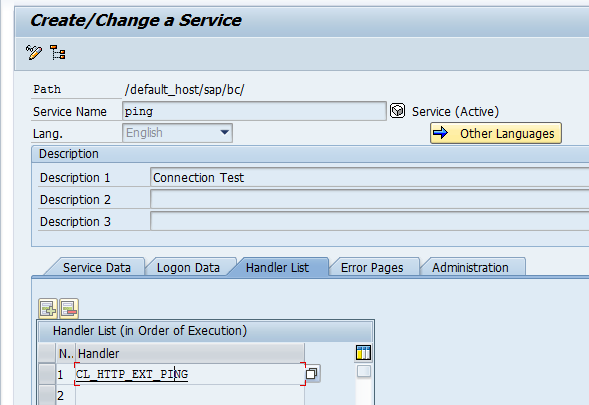 Create/Change a Service
Path /default_host/sap/bc/
Service Name ping Service (Active)
Lang. English Other Languages
Description
Description 1 Connection Test
Description 2
Description 3
Service Data Logon Data Handler List Error Pages Administration
Handler List (in Order of Execution)
N.. Handler
1 CL_HTTP_EXT_PING
2